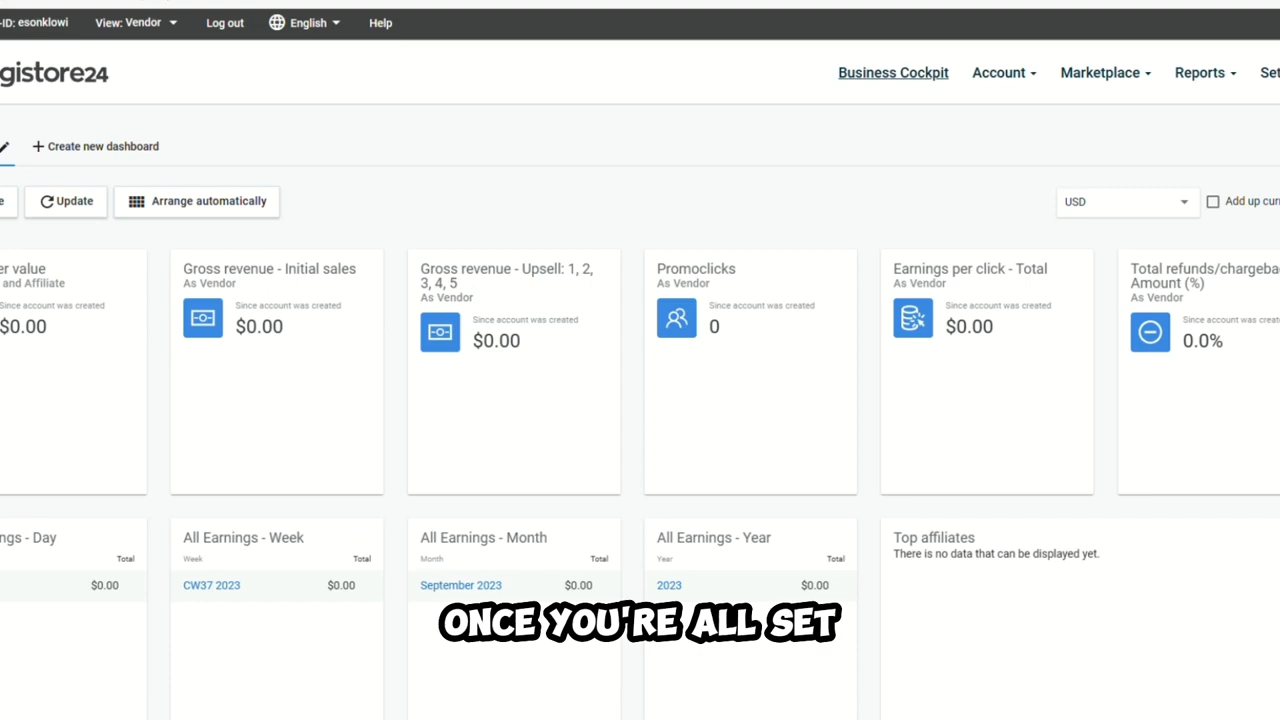 -ID: esonklowi View: Vendor Log out English Help
gistore24 Business Cockpit Account Marketplace Reports Set
+ Create new dashboard
e Update Arrange automatically USD Add up curr
er value
and Affiliate
Since account was created
$0.00
Gross revenue - Initial sales
As Vendor
Since account was created
$0.00
Gross revenue - Upsell: 1, 2,
3, 4, 5
As Vendor
Since account was created
$0.00
Promoclicks
As Vendor
Since account was created
0
Earnings per click - Total
As Vendor
Since account was created
$0.00
Total refunds/chargeba
Amount (%)
As Vendor
Since account was creat
0.0%
ngs - Day
Total
$0.00
All Earnings - Week
Week Total
CW37 2023 $0.00
All Earnings - Month
Month Total
September 2023 $0.00
All Earnings - Year
Year Total
2023 $0.00
Top affiliates
There is no data that can be displayed yet.
ONCE YOU'RE ALL SET